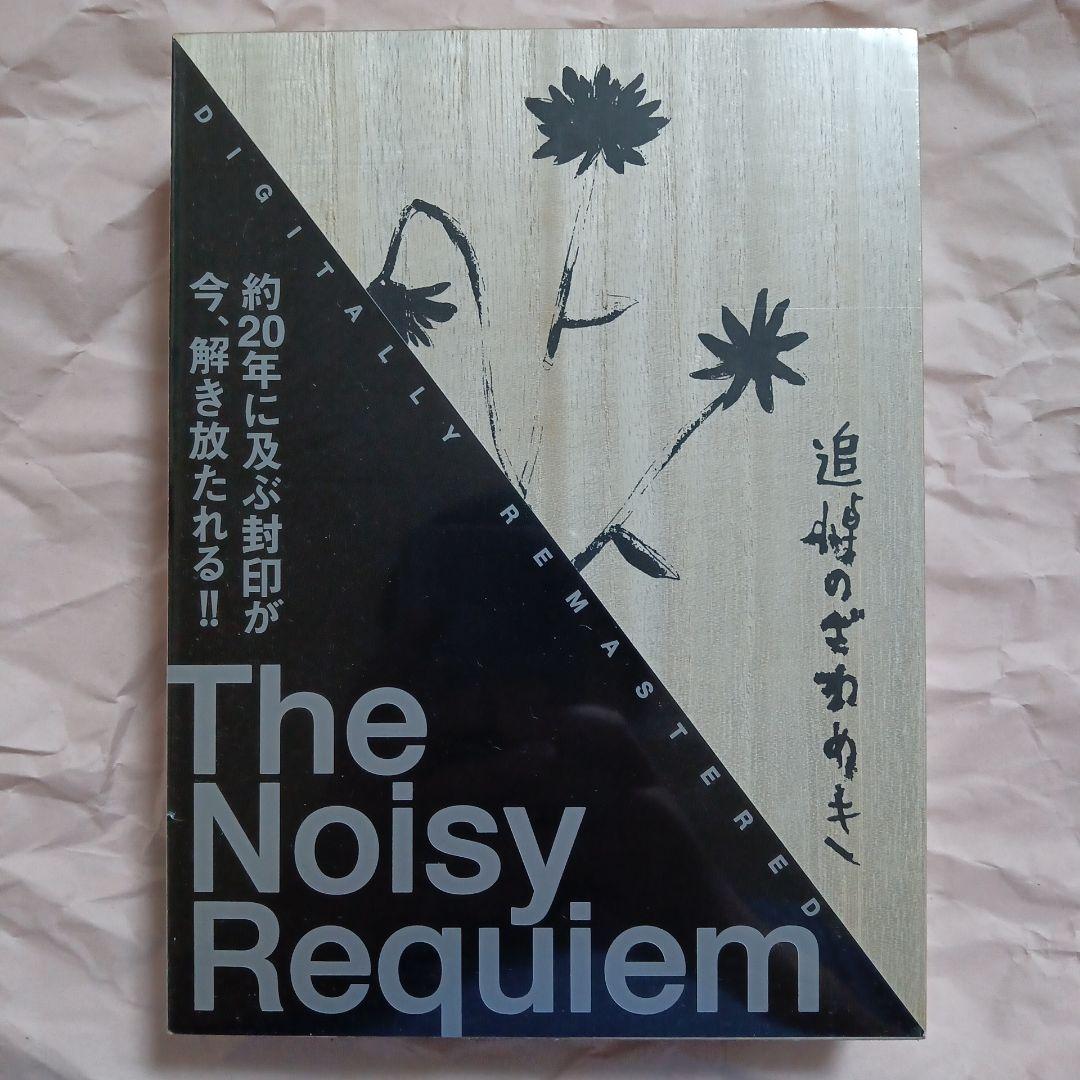 DIGITALLY REMASTERED
約20年に及ぶ封印が
今、解き放たれる!!
追悼のざわめき
The
Noisy
Requiem